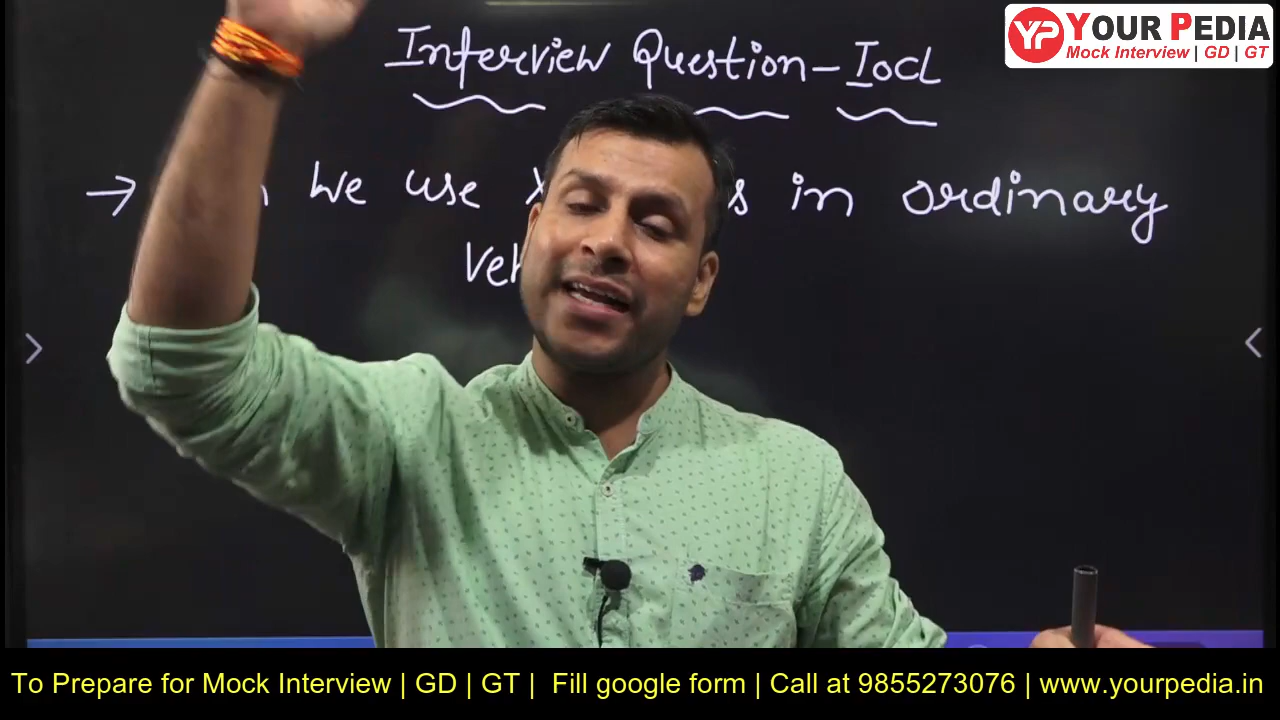 YP YOUR PEDIA
Mock Interview | GD | GT
Interview Question - IOCL
→ We use in ordinary
To Prepare for Mock Interview | GD | GT | Fill google form | Call at 9855273076 | www.yourpedia.in